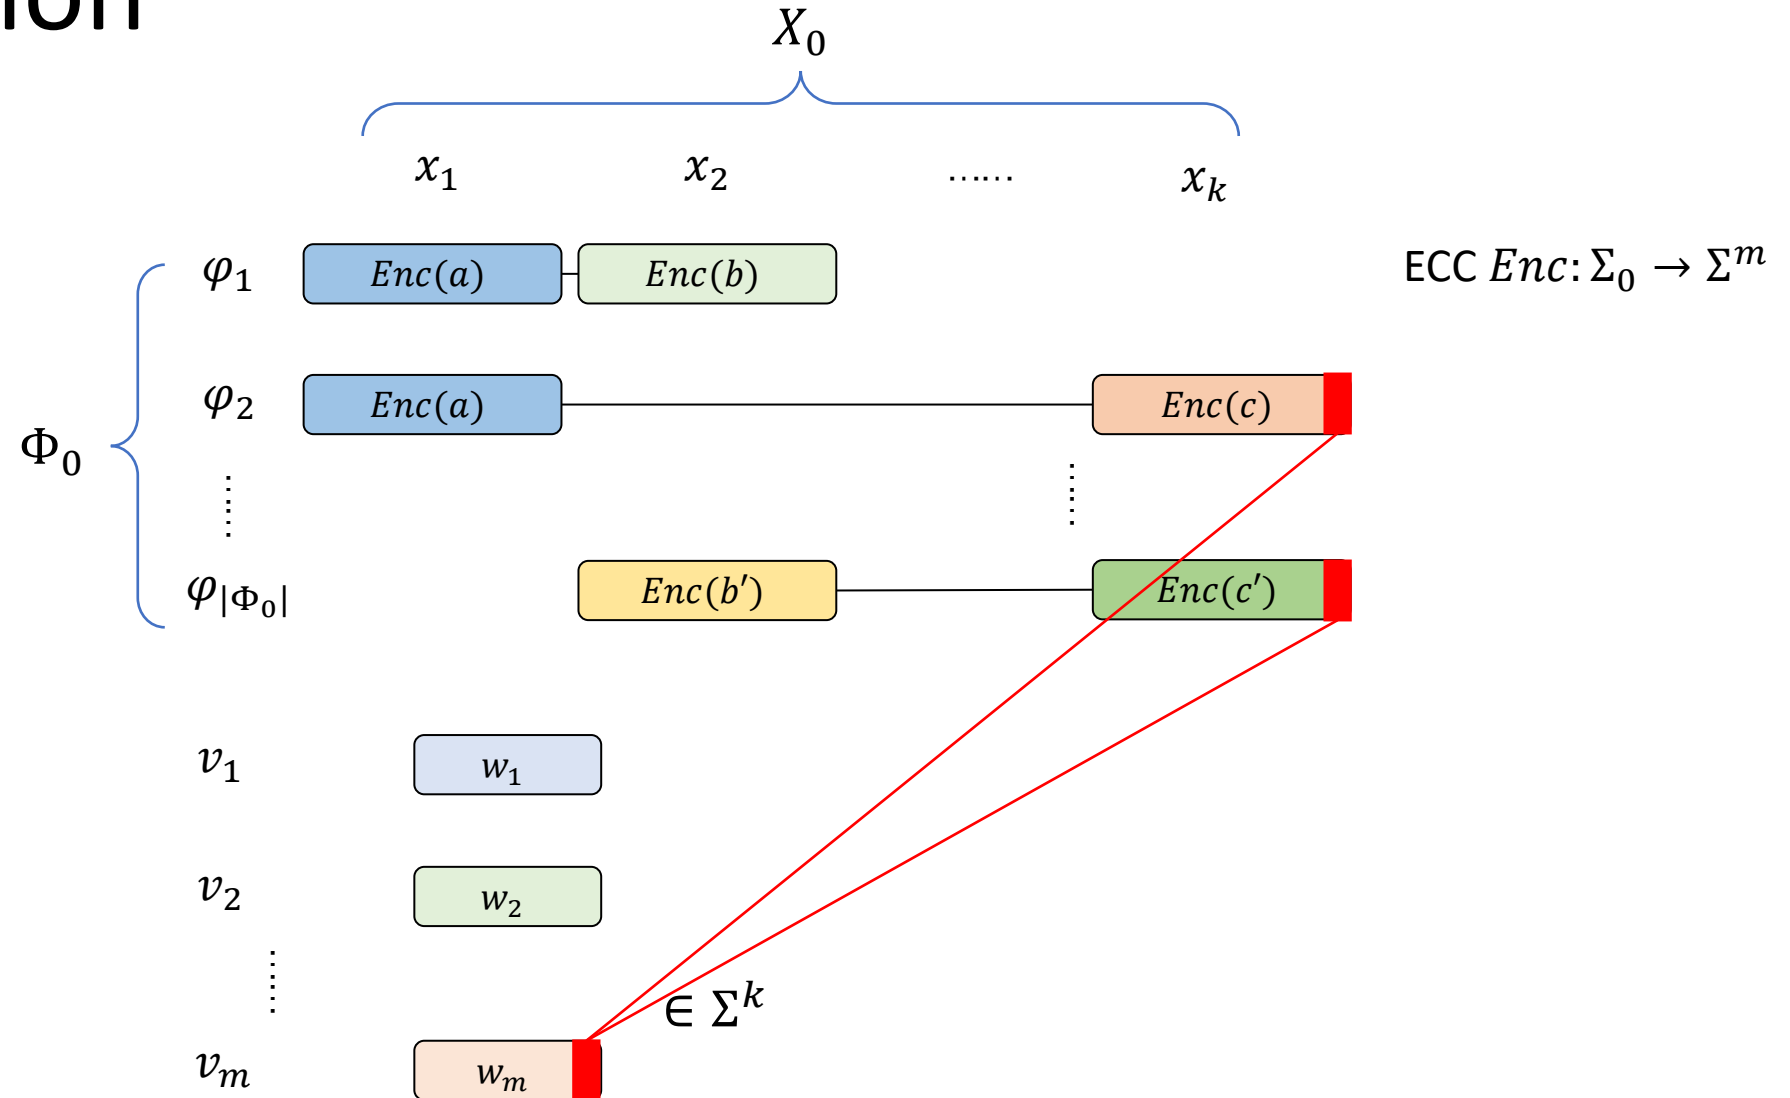 X₀
x₁ x₂ …… xₖ
φ₁ Enc(a) Enc(b) ECC Enc: Σ₀ → Σᵐ
φ₂ Enc(a) Enc(c)
Φ₀
φ_|Φ₀| Enc(b′) Enc(c′)
v₁ w₁
v₂ w₂
∈ Σᵏ
vₘ wₘ